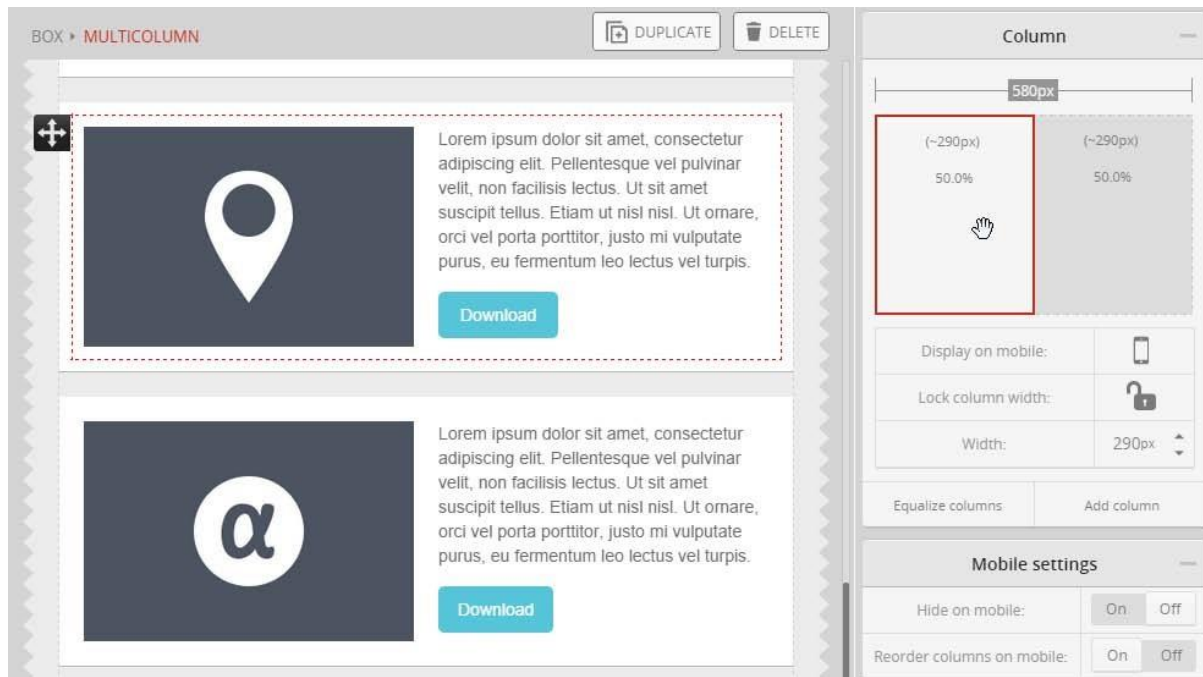 BOX ▸ MULTICOLUMN
DUPLICATE
DELETE
Lorem ipsum dolor sit amet, consectetur
adipiscing elit. Pellentesque vel pulvinar
velit, non facilisis lectus. Ut sit amet
suscipit tellus. Etiam ut nisl nisl. Ut ornare,
orci vel porta porttitor, justo mi vulputate
purus, eu fermentum leo lectus vel turpis.
Download
α
Lorem ipsum dolor sit amet, consectetur
adipiscing elit. Pellentesque vel pulvinar
velit, non facilisis lectus. Ut sit amet
suscipit tellus. Etiam ut nisl nisl. Ut ornare,
orci vel porta porttitor, justo mi vulputate
purus, eu fermentum leo lectus vel turpis.
Download
Column
580px
(~290px) (~290px)
50.0% 50.0%
Display on mobile:
Lock column width:
Width: 290px
Equalize columns Add column
Mobile settings
Hide on mobile: On Off
Reorder columns on mobile: On Off